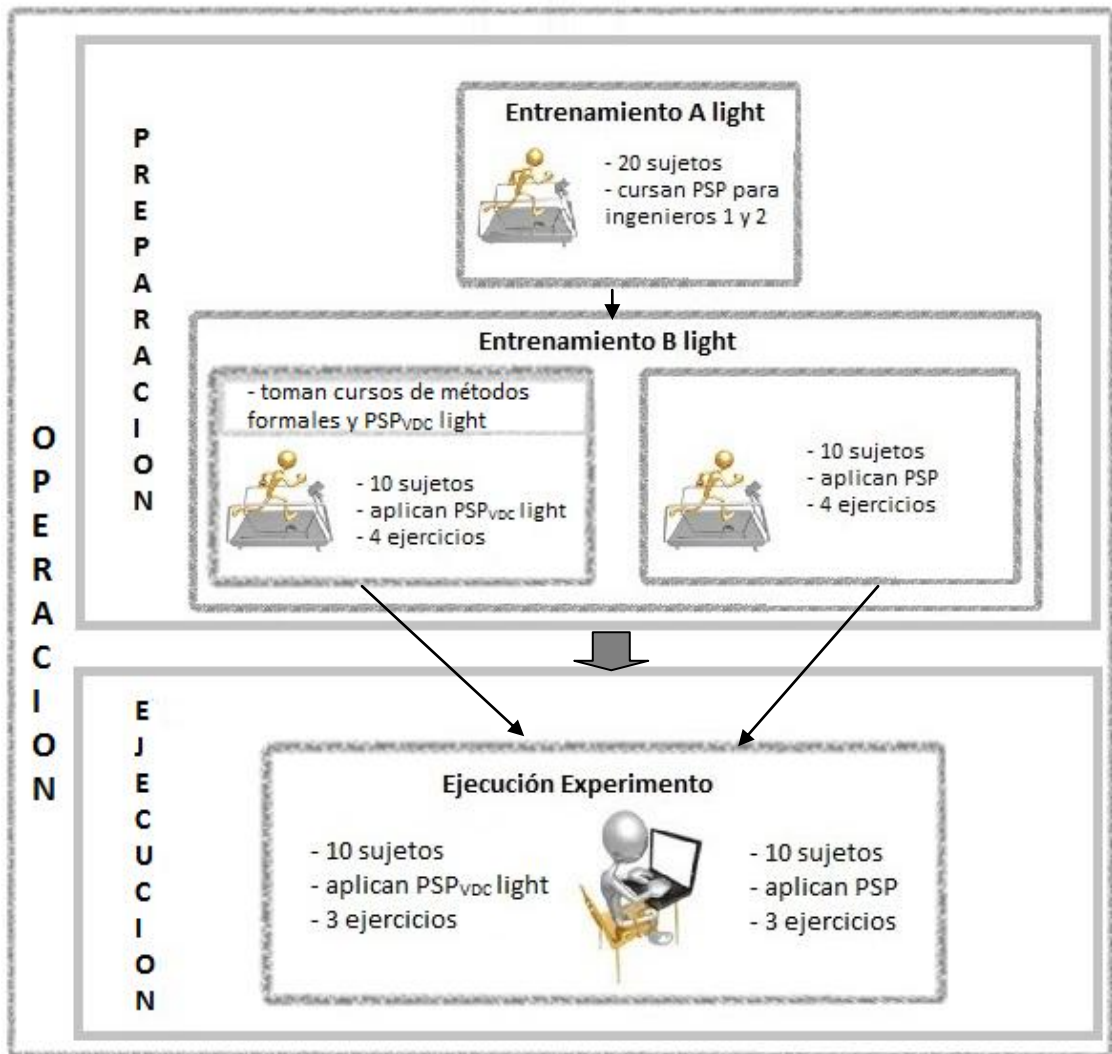 OPERACION
PREPARACION
Entrenamiento A light
- 20 sujetos
- cursan PSP para
ingenieros 1 y 2
Entrenamiento B light
- toman cursos de métodos
formales y PSPVDC light
- 10 sujetos
- aplican PSPVDC light
- 4 ejercicios
- 10 sujetos
- aplican PSP
- 4 ejercicios
EJECUCION
Ejecución Experimento
- 10 sujetos
- aplican PSPVDC light
- 3 ejercicios
- 10 sujetos
- aplican PSP
- 3 ejercicios